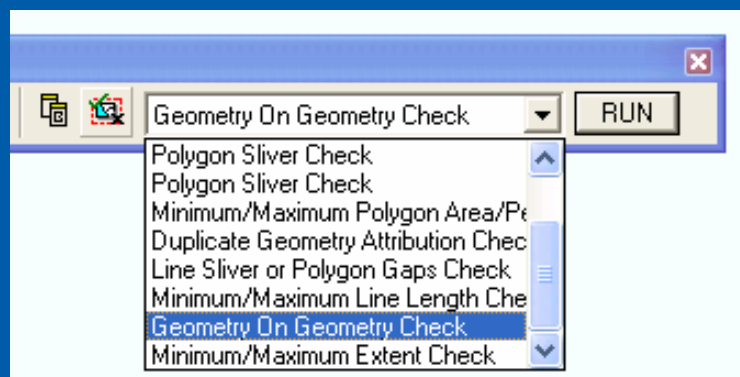 Geometry On Geometry Check RUN
Polygon Sliver Check
Polygon Sliver Check
Minimum/Maximum Polygon Area/Pe
Duplicate Geometry Attribution Chec
Line Sliver or Polygon Gaps Check
Minimum/Maximum Line Length Che
Geometry On Geometry Check
Minimum/Maximum Extent Check